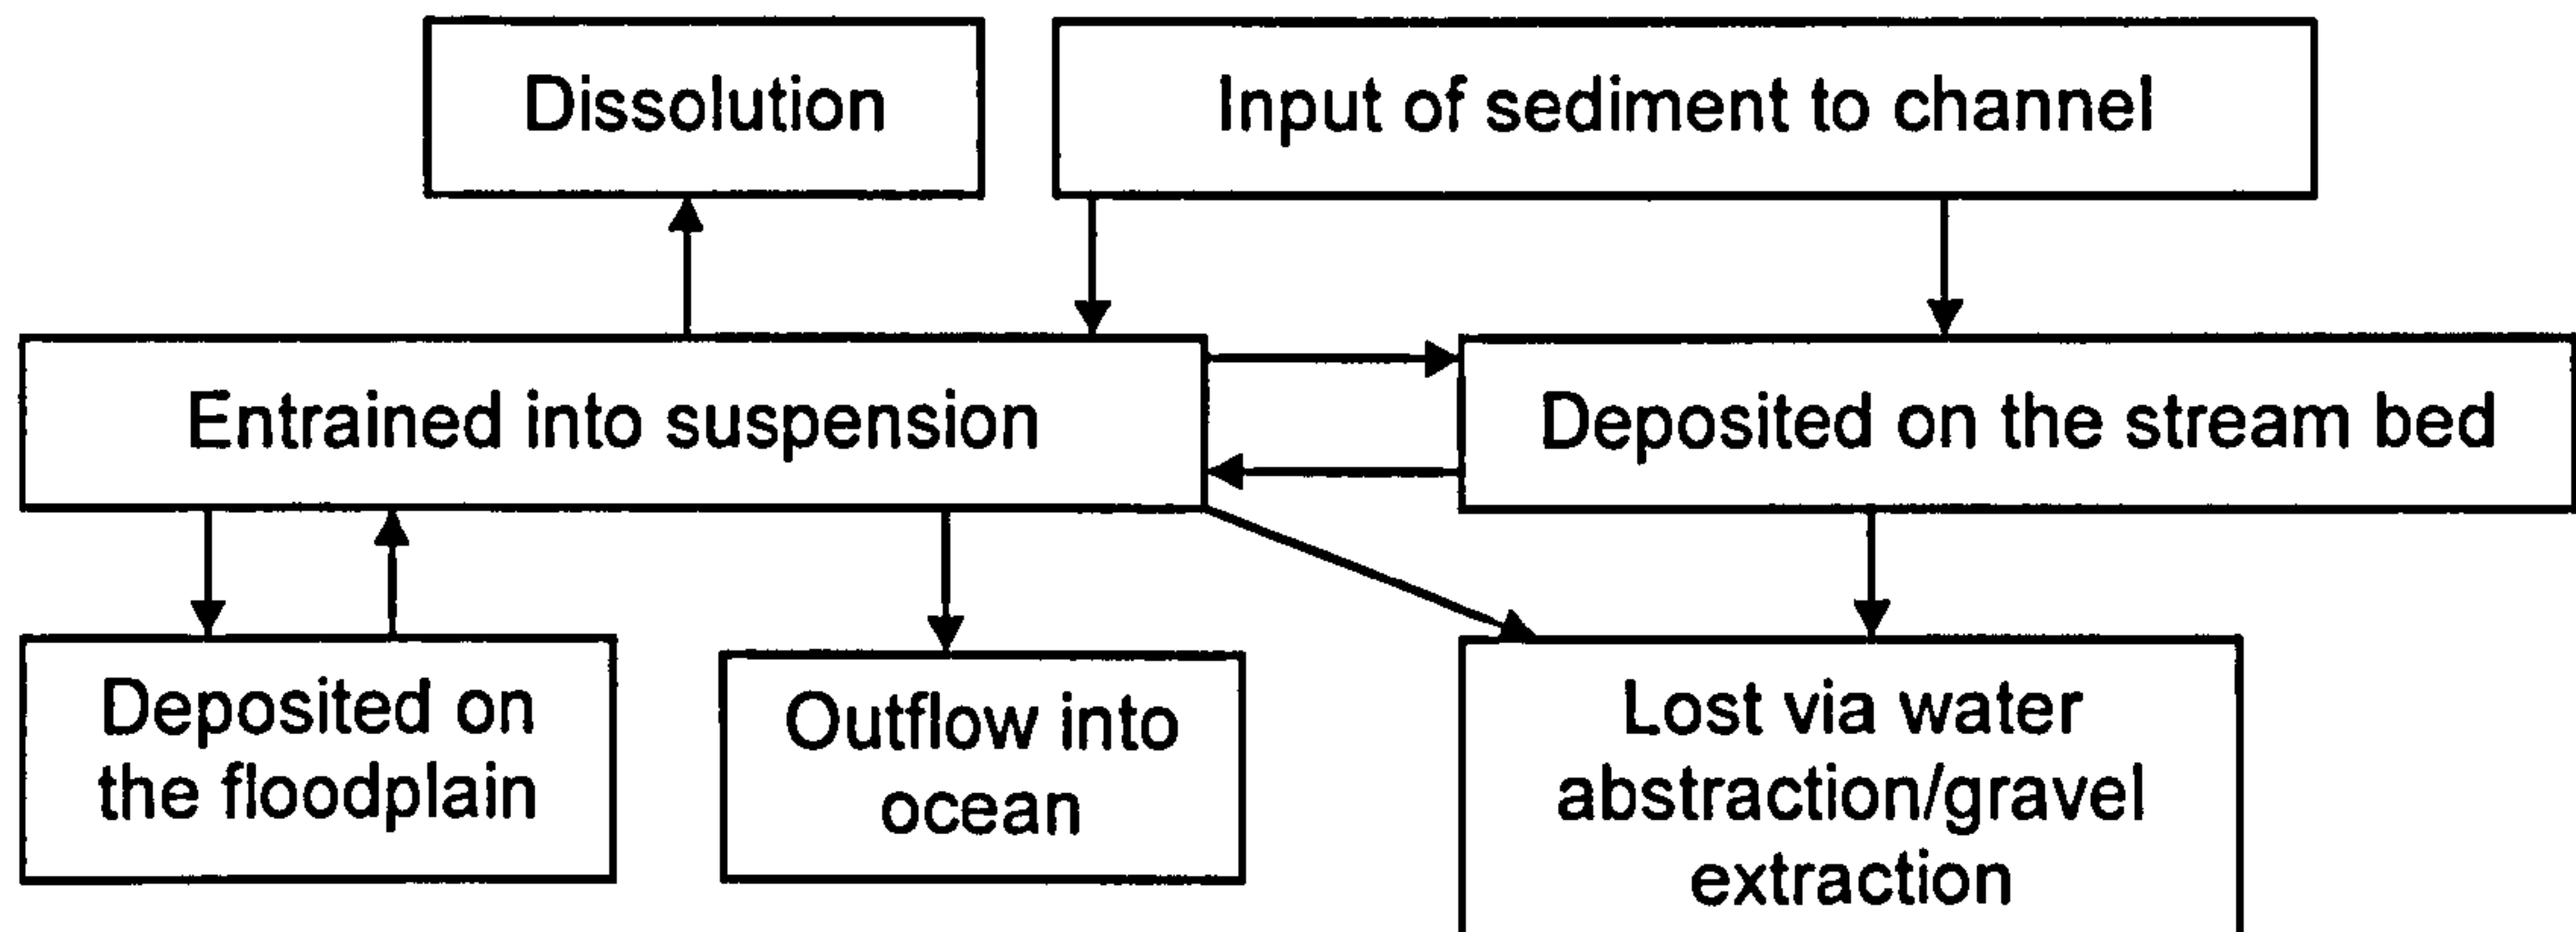 Dissolution
Input of sediment to channel
Entrained into suspension
Deposited on the stream bed
Deposited on
the floodplain
Outflow into
ocean
Lost via water
abstraction/gravel
extraction